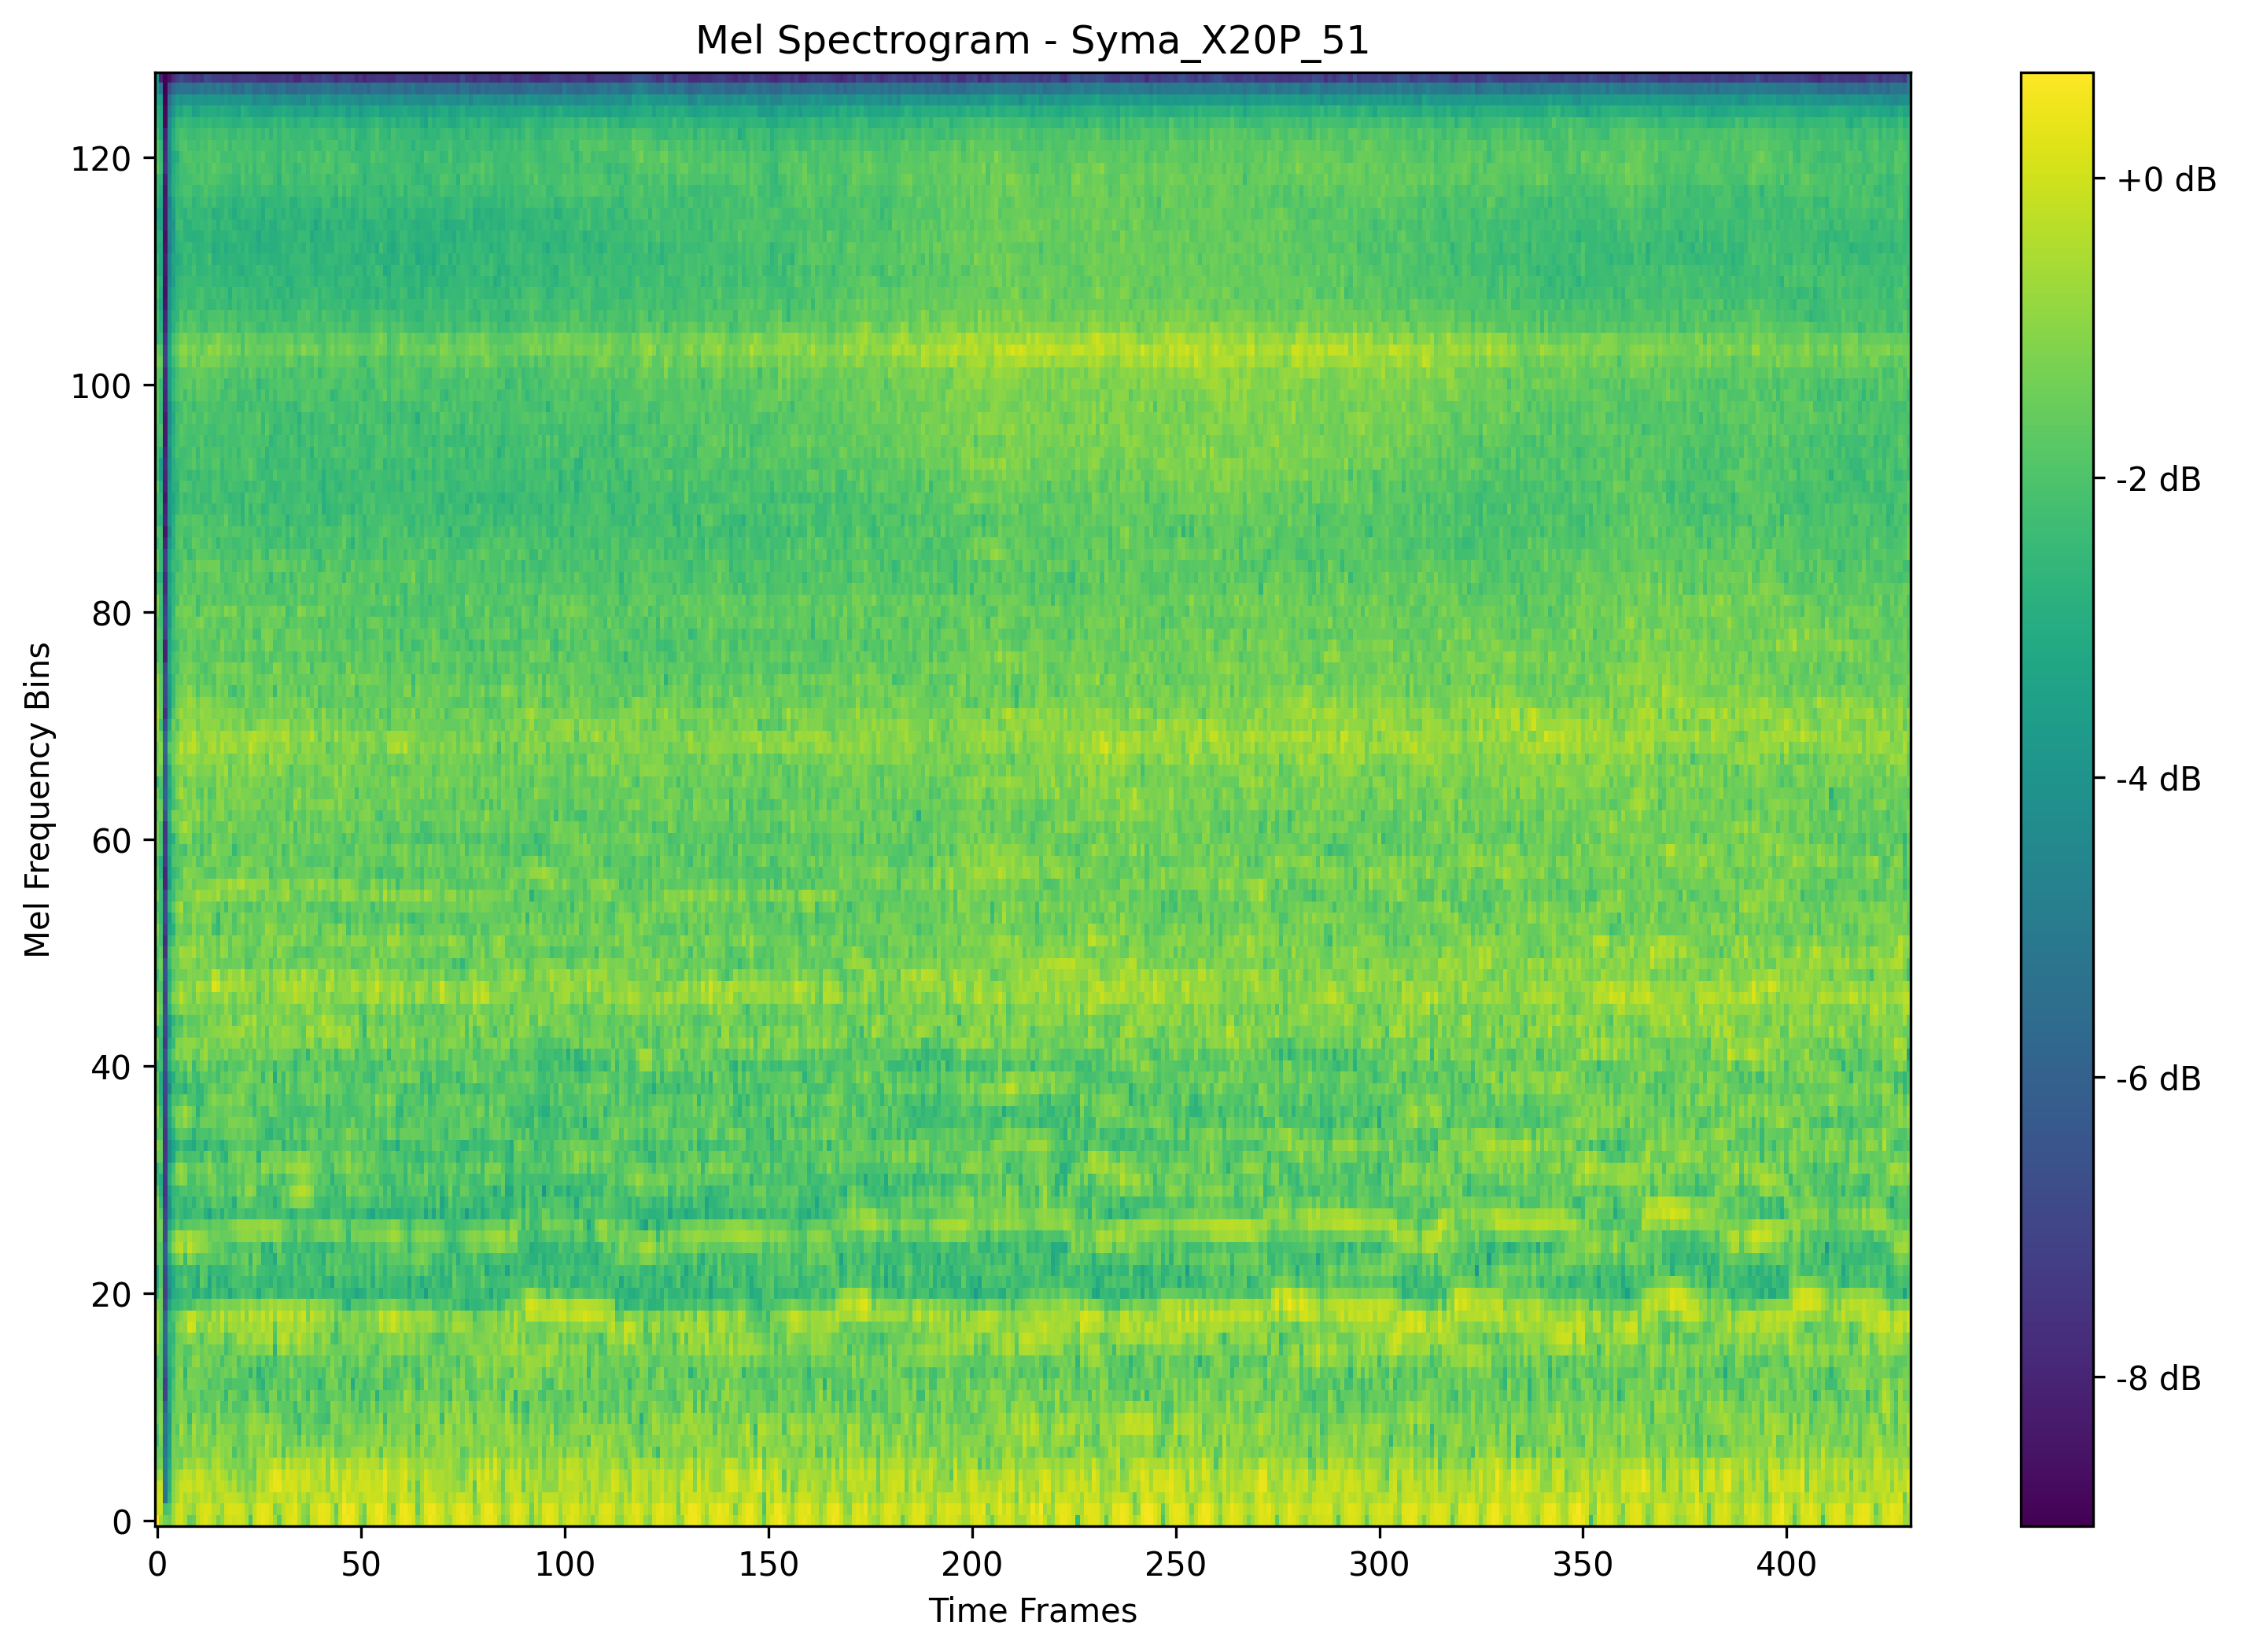 Mel Spectrogram - Syma_X20P_51
Mel Frequency Bins
120
100
80
60
40
20
0
0 50 100 150 200 250 300 350 400
Time Frames
+0 dB
-2 dB
-4 dB
-6 dB
-8 dB